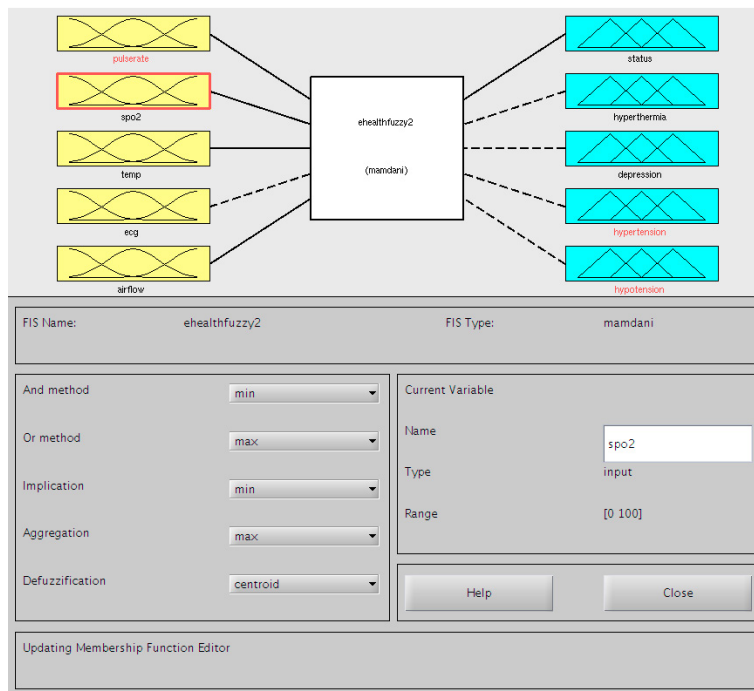 pulserate
status
spo2
hyperthermia
ehealthfuzzy2
temp
depression
(mamdani)
ecg
hypertension
airflow
hypotension
FIS Name: ehealthfuzzy2 FIS Type: mamdani
And method min
Or method max
Implication min
Aggregation max
Defuzzification centroid
Current Variable
Name spo2
Type input
Range [0 100]
Help Close
Updating Membership Function Editor